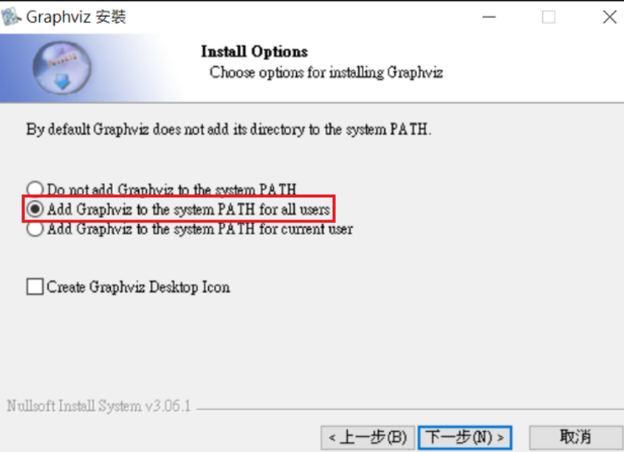 Graphviz 安裝
Install Options
Choose options for installing Graphviz
By default Graphviz does not add its directory to the system PATH.
Do not add Graphviz to the system PATH
Add Graphviz to the system PATH for all users
Add Graphviz to the system PATH for current user
Create Graphviz Desktop Icon
Nullsoft Install System v3.06.1
< 上一步(B) 下一步(N) > 取消